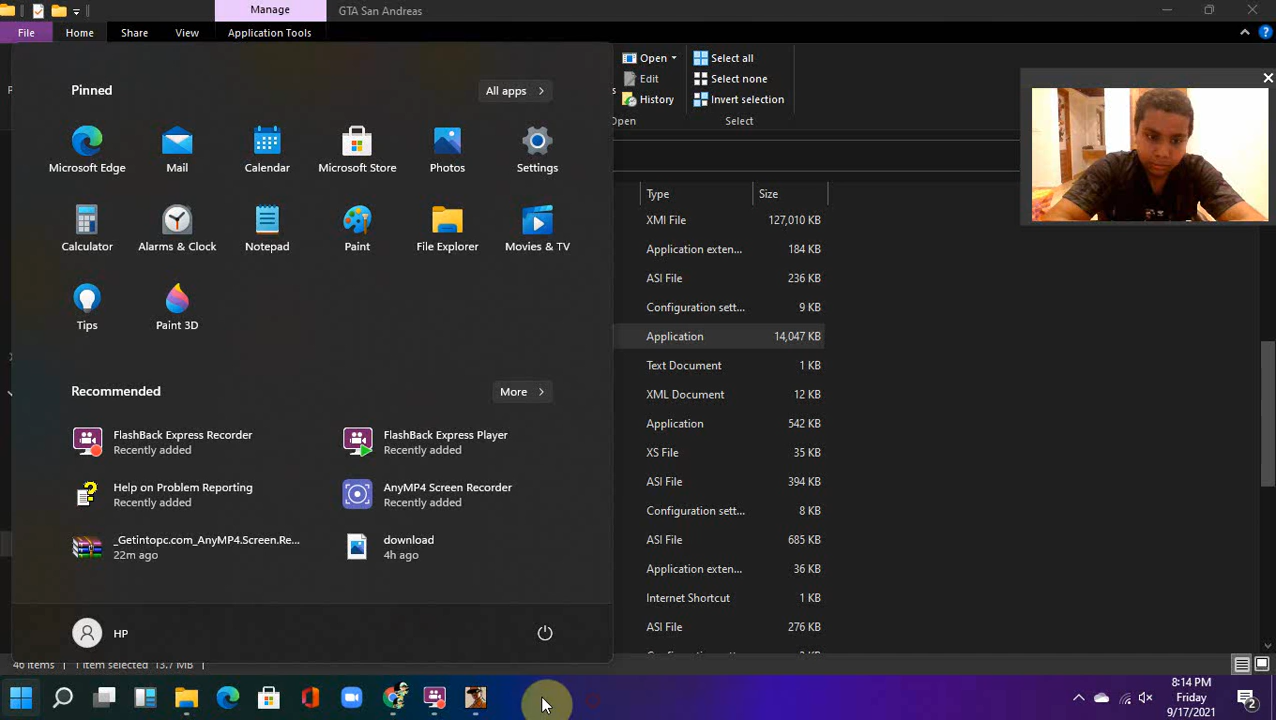 Manage
GTA San Andreas
File
Home
Share
View
Application Tools
Open
Select all
Edit
Select none
History
Invert selection
Select
Pinned
All apps
Microsoft Edge
Mail
Calendar
Microsoft Store
Photos
Settings
Calculator
Alarms & Clock
Notepad
Paint
File Explorer
Movies & TV
Tips
Paint 3D
Recommended
More
FlashBack Express Recorder
Recently added
FlashBack Express Player
Recently added
Help on Problem Reporting
Recently added
AnyMP4 Screen Recorder
Recently added
_Getintopc.com_AnyMP4.Screen.Re...
22m ago
download
4h ago
HP
Type
Size
XMI File
127,010 KB
Application exten...
184 KB
ASI File
236 KB
Configuration sett...
9 KB
Application
14,047 KB
Text Document
1 KB
XML Document
12 KB
Application
542 KB
XS File
35 KB
ASI File
394 KB
Configuration sett...
8 KB
ASI File
685 KB
Application exten...
36 KB
Internet Shortcut
1 KB
ASI File
276 KB
46 items
1 item selected 13.7 MB
8:14 PM
Friday
9/17/2021
2